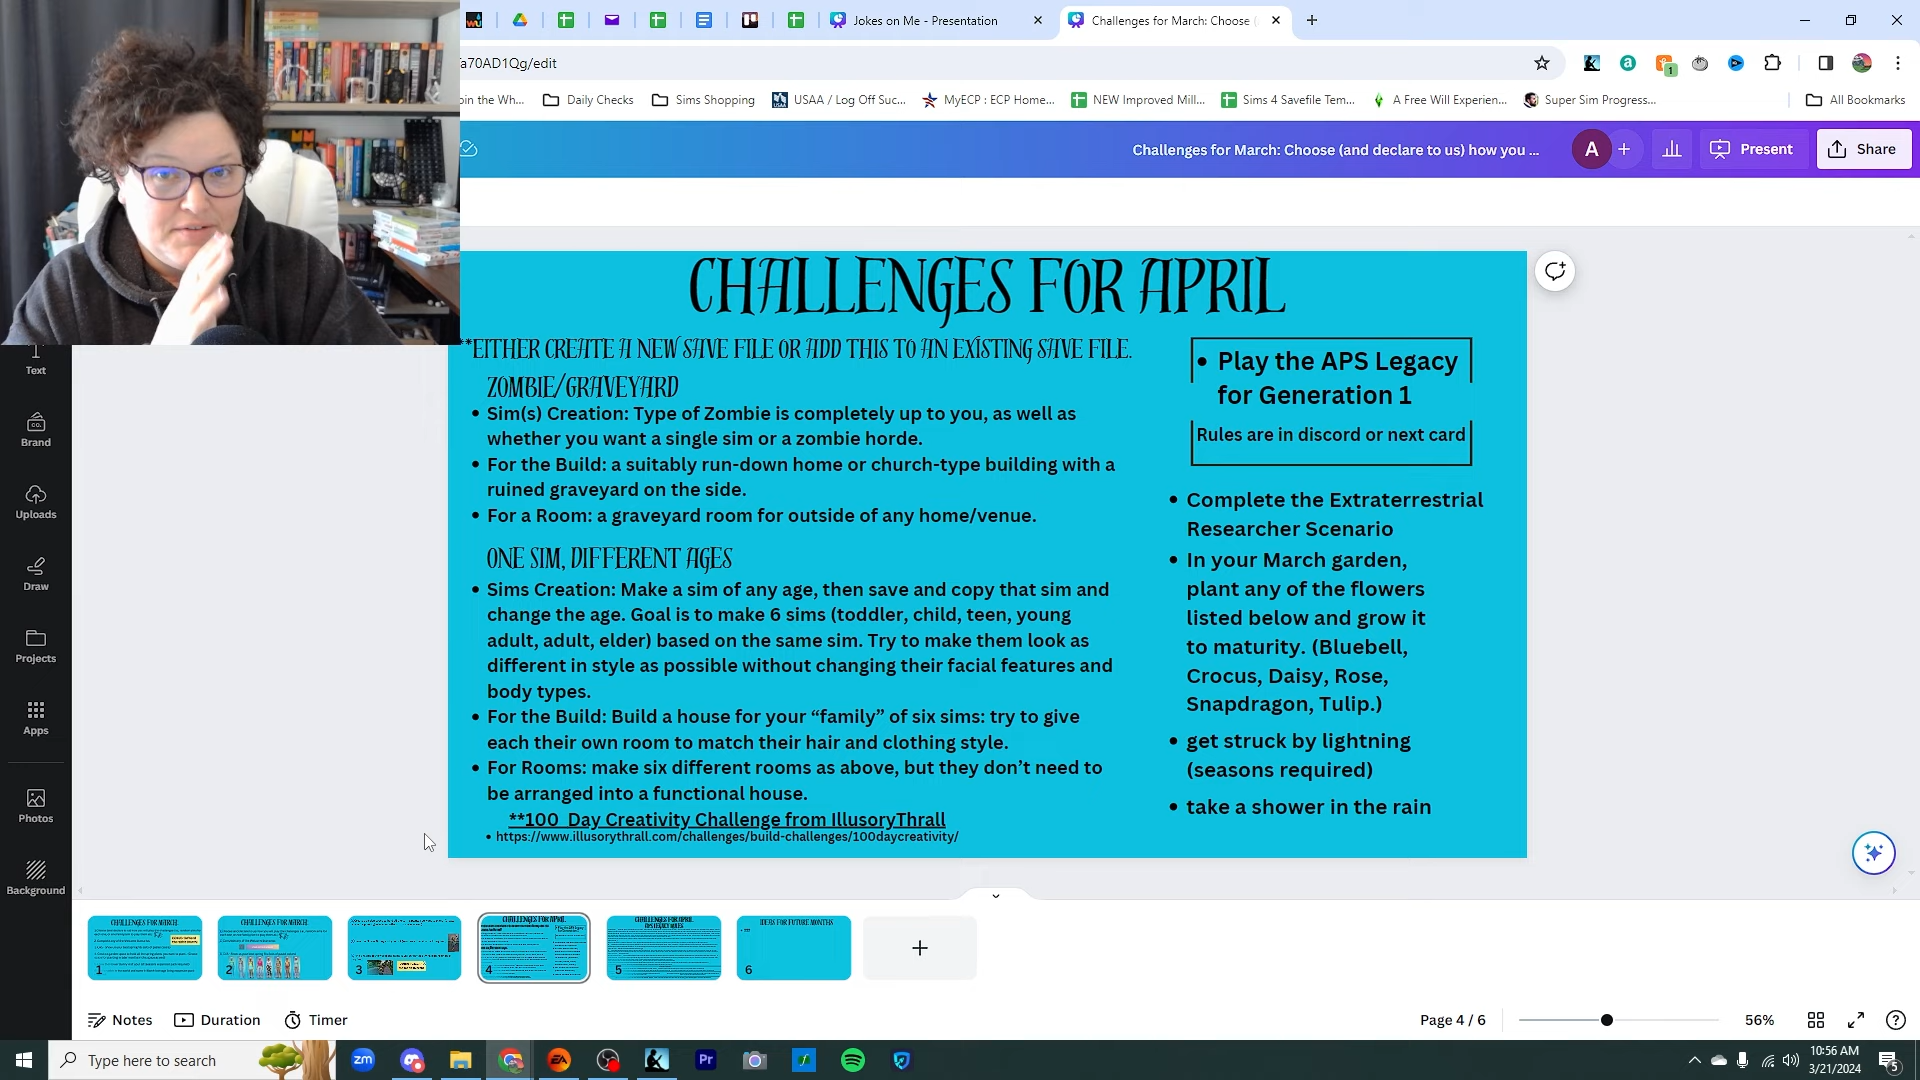 Jokes on Me - Presentation
Challenges for March: Choose
a70AD1Qg/edit
1
oin the Wh...
Daily Checks
Sims Shopping
USAA / Log Off Suc...
MyECP : ECP Home...
NEW Improved Mill...
Sims 4 Savefile Tem...
A Free Will Experien...
Super Sim Progress...
All Bookmarks
Challenges for March: Choose (and declare to us) how you ...
A
Present
Share
CHALLENGES FOR APRIL
**EITHER CREATE A NEW SAVE FILE OR ADD THIS TO AN EXISTING SAVE FILE.
ZOMBIE/GRAVEYARD
• Sim(s) Creation: Type of Zombie is completely up to you, as well as
whether you want a single sim or a zombie horde.
• For the Build: a suitably run-down home or church-type building with a
ruined graveyard on the side.
• For a Room: a graveyard room for outside of any home/venue.
ONE SIM, DIFFERENT AGES
• Sims Creation: Make a sim of any age, then save and copy that sim and
change the age. Goal is to make 6 sims (toddler, child, teen, young
adult, adult, elder) based on the same sim. Try to make them look as
different in style as possible without changing their facial features and
body types.
• For the Build: Build a house for your “family” of six sims: try to give
each their own room to match their hair and clothing style.
• For Rooms: make six different rooms as above, but they don’t need to
be arranged into a functional house.
**100 Day Creativity Challenge from IllusoryThrall
• https://www.illusorythrall.com/challenges/build-challenges/100daycreativity/
• Play the APS Legacy
for Generation 1
Rules are in discord or next card
• Complete the Extraterrestrial
Researcher Scenario
• In your March garden,
plant any of the flowers
listed below and grow it
to maturity. (Bluebell,
Crocus, Daisy, Rose,
Snapdragon, Tulip.)
• get struck by lightning
(seasons required)
• take a shower in the rain
Text
Brand
Uploads
Draw
Projects
Apps
Photos
Background
CHALLENGES FOR MARCH:
1
CHALLENGES FOR MARCH:
2
3
CHALLENGES FOR APRIL
4
CHALLENGES FOR APRIL
APS LEGACY RULES
5
IDEAS FOR FUTURE MONTHS
6
Notes
Duration
Timer
Page 4 / 6
56%
Type here to search
zm
EA
Pr
10:56 AM
3/21/2024
5